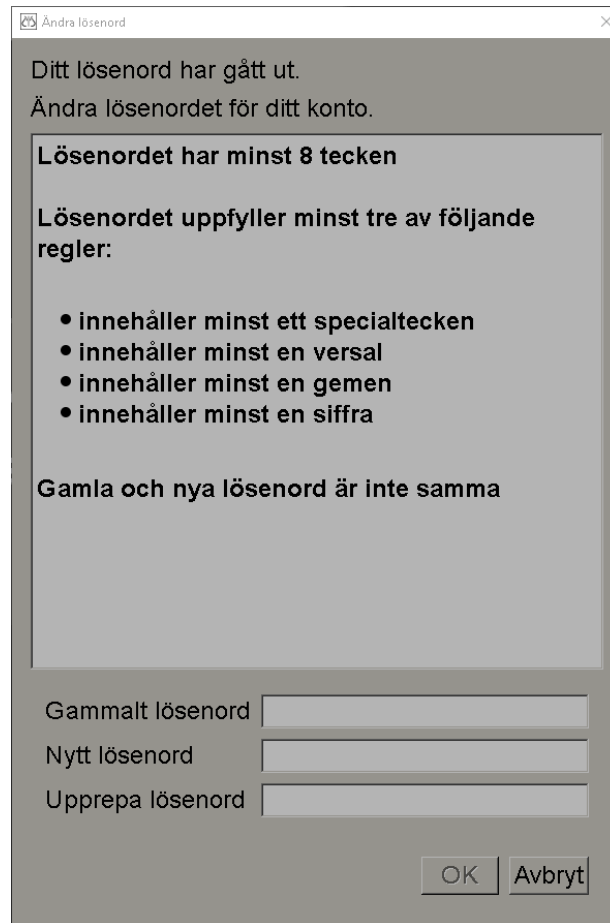 Ändra lösenord
Ditt lösenord har gått ut.
Ändra lösenordet för ditt konto.
Lösenordet har minst 8 tecken
Lösenordet uppfyller minst tre av följande
regler:
• innehåller minst ett specialtecken
• innehåller minst en versal
• innehåller minst en gemen
• innehåller minst en siffra
Gamla och nya lösenord är inte samma
Gammalt lösenord
Nytt lösenord
Upprepa lösenord
OK Avbryt